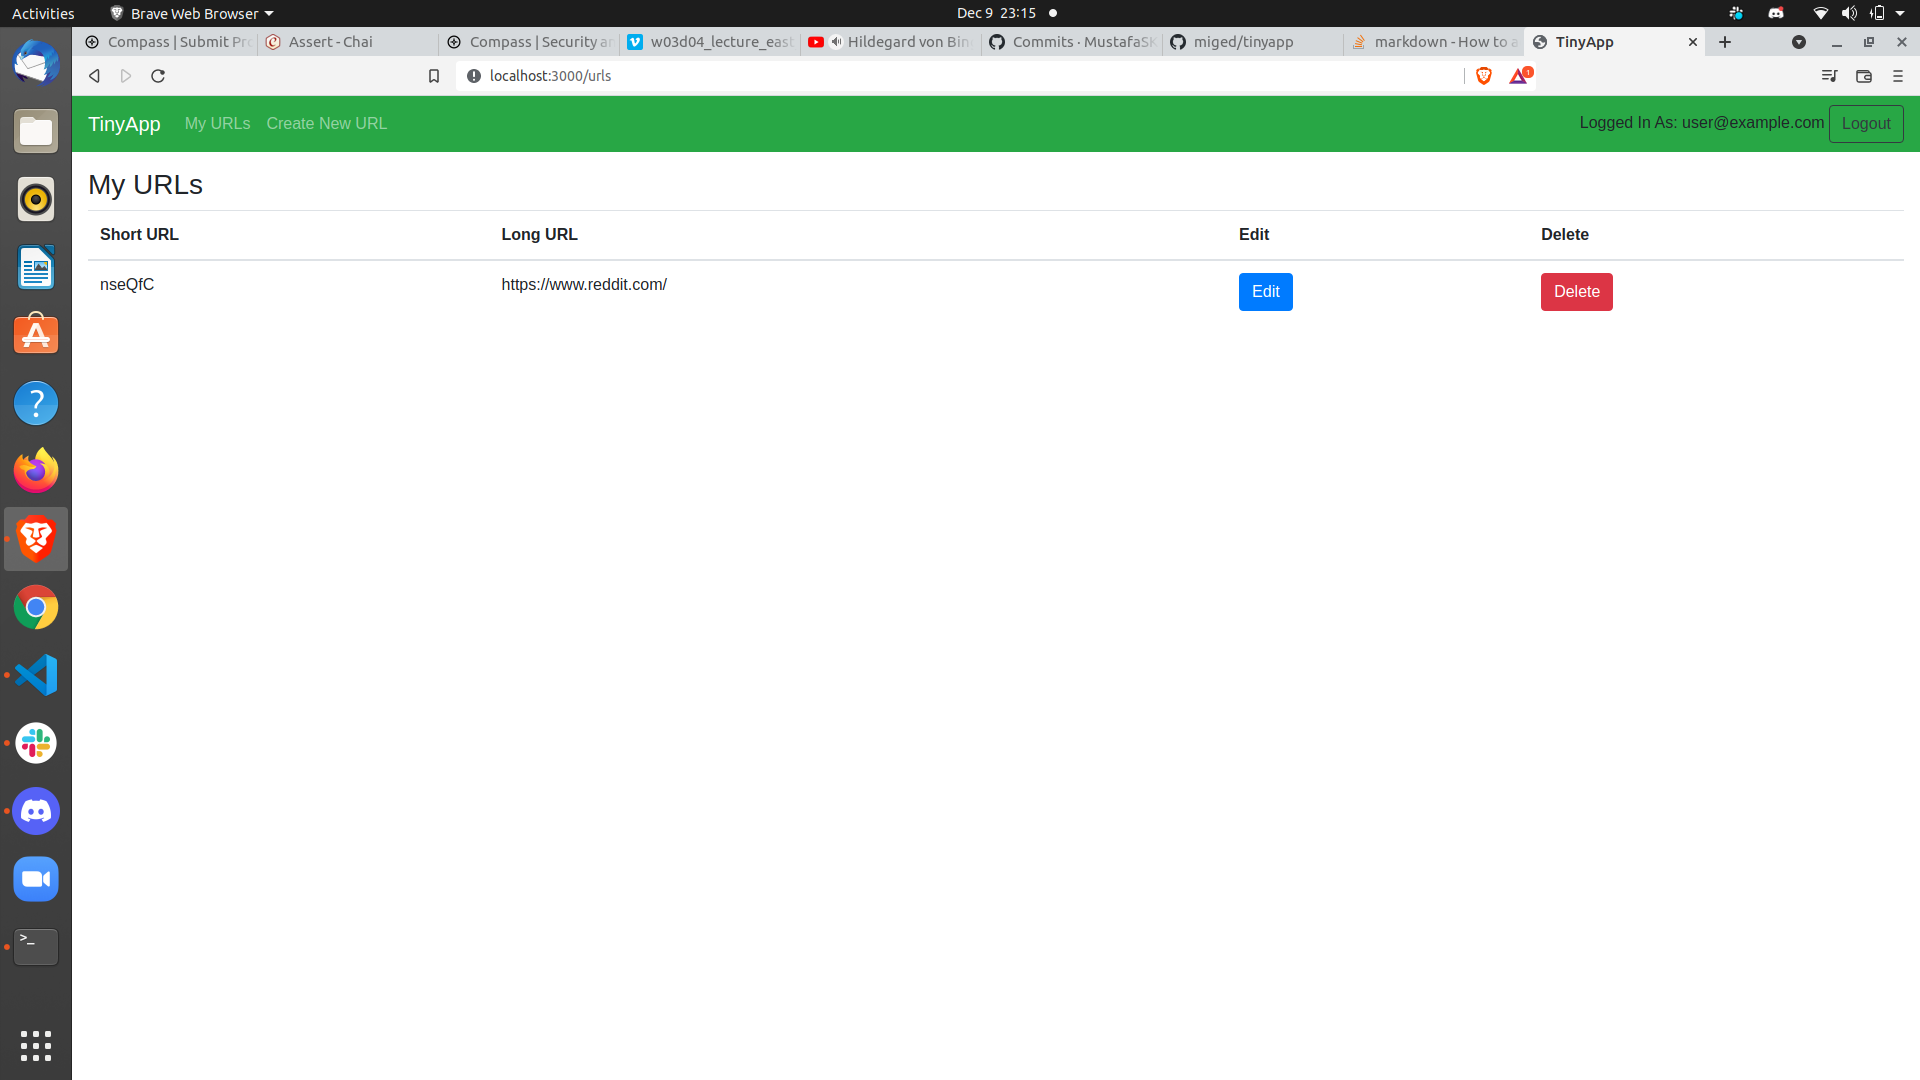 Activities
Brave Web Browser
Dec 9 23:15
Compass | Submit Pr
Assert - Chai
Compass | Security a
w03d04_lecture_east
Hildegard von Bin
Commits · MustafaSK
miged/tinyapp
markdown - How to a
TinyApp
localhost:3000/urls
1
TinyApp
My URLs
Create New URL
Logged In As: user@example.com
Logout
My URLs
Short URL
Long URL
Edit
Delete
nseQfC
https://www.reddit.com/
Edit
Delete